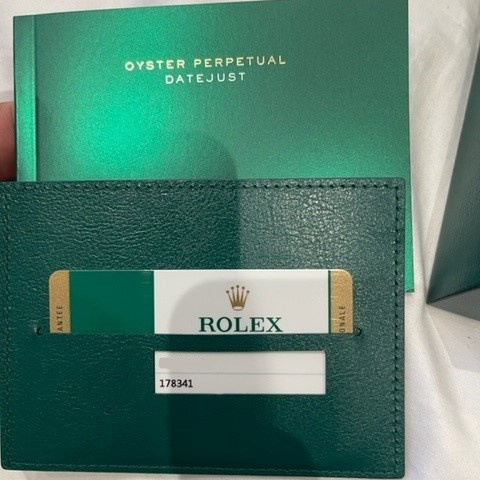 OYSTER PERPETUAL
DATEJUST
ANTEE
ROLEX
ONALE
178341